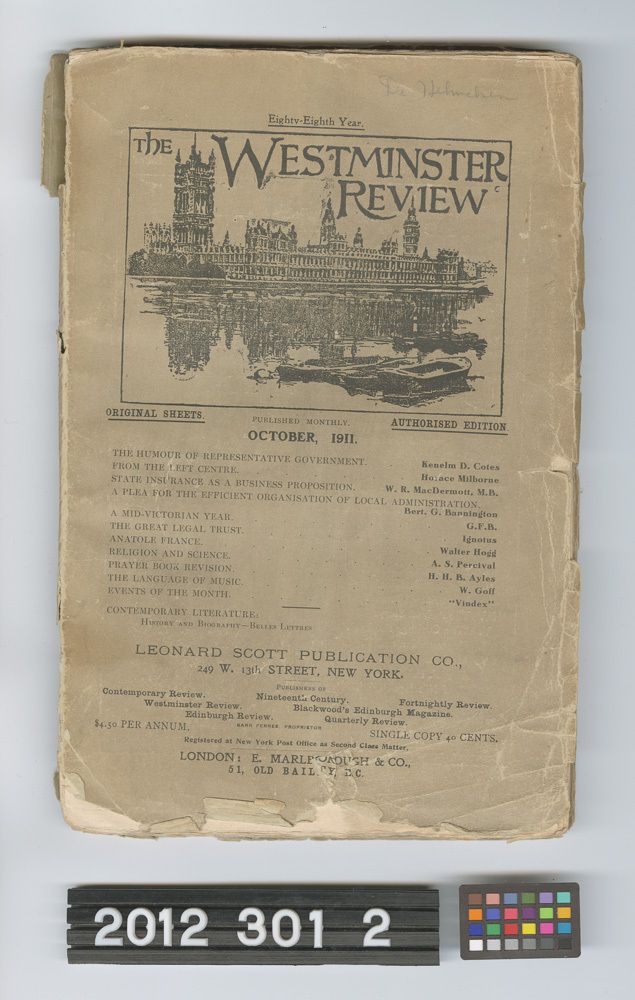 Eighty-Eighth Year.
THE WESTMINSTER
REVIEW
ORIGINAL SHEETS.
PUBLISHED MONTHLY.
AUTHORISED EDITION
OCTOBER, 1911.
THE HUMOUR OF REPRESENTATIVE GOVERNMENT. Kenelm D. Cotes
FROM THE LEFT CENTRE. Horace Milborne
STATE INSURANCE AS A BUSINESS PROPOSITION. W. R. MacDermott, M.B.
A PLEA FOR THE EFFICIENT ORGANISATION OF LOCAL ADMINISTRATION.
Bert. G. Bannington
A MID-VICTORIAN YEAR. G.F.B.
THE GREAT LEGAL TRUST. Ignotus
ANATOLE FRANCE. Walter Hogg
RELIGION AND SCIENCE. A. S. Percival
PRAYER BOOK REVISION. H. H. B. Ayles
THE LANGUAGE OF MUSIC. W. Goff
EVENTS OF THE MONTH. "Vindex"
CONTEMPORARY LITERATURE:
HISTORY AND BIOGRAPHY—BELLES LETTRES
LEONARD SCOTT PUBLICATION CO.,
249 W. 13th STREET, NEW YORK.
PUBLISHERS OF
Contemporary Review. Nineteenth Century. Fortnightly Review.
Westminster Review. Blackwood's Edinburgh Magazine.
Edinburgh Review. Quarterly Review.
$4.50 PER ANNUM, BARR FERREE, PROPRIETOR SINGLE COPY 40 CENTS.
Registered at New York Post Office as Second Class Matter.
LONDON: E. MARLBOROUGH & CO.,
51, OLD BAILEY, E.C.
2012 301 2